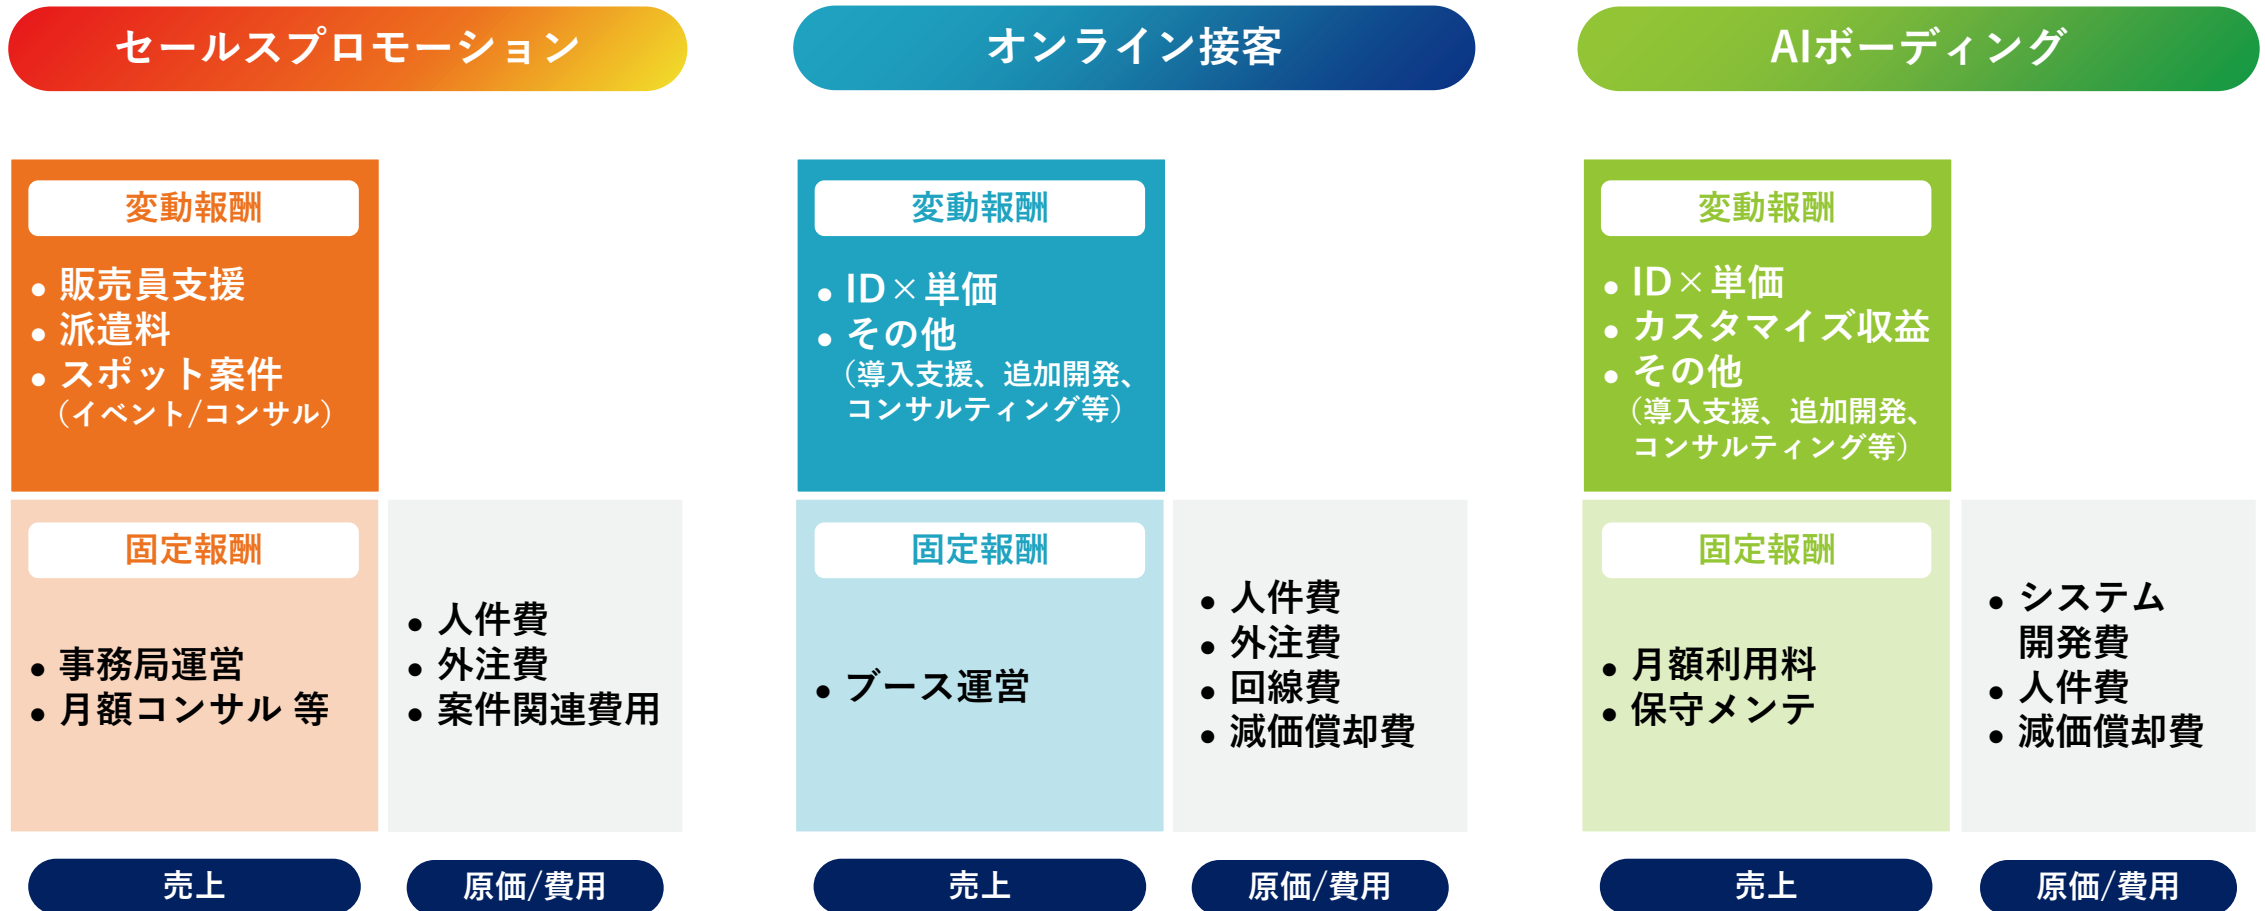 セールスプロモーション
変動報酬
● 販売員支援
● 派遣料
● スポット案件
（イベント/コンサル）
固定報酬
● 事務局運営
● 月額コンサル 等
● 人件費
● 外注費
● 案件関連費用
売上
原価/費用
オンライン接客
変動報酬
● ID×単価
● その他
（導入支援、追加開発、
コンサルティング等）
固定報酬
● ブース運営
● 人件費
● 外注費
● 回線費
● 減価償却費
売上
原価/費用
AIボーディング
変動報酬
● ID×単価
● カスタマイズ収益
● その他
（導入支援、追加開発、
コンサルティング等）
固定報酬
● 月額利用料
● 保守メンテ
● システム
開発費
● 人件費
● 減価償却費
売上
原価/費用